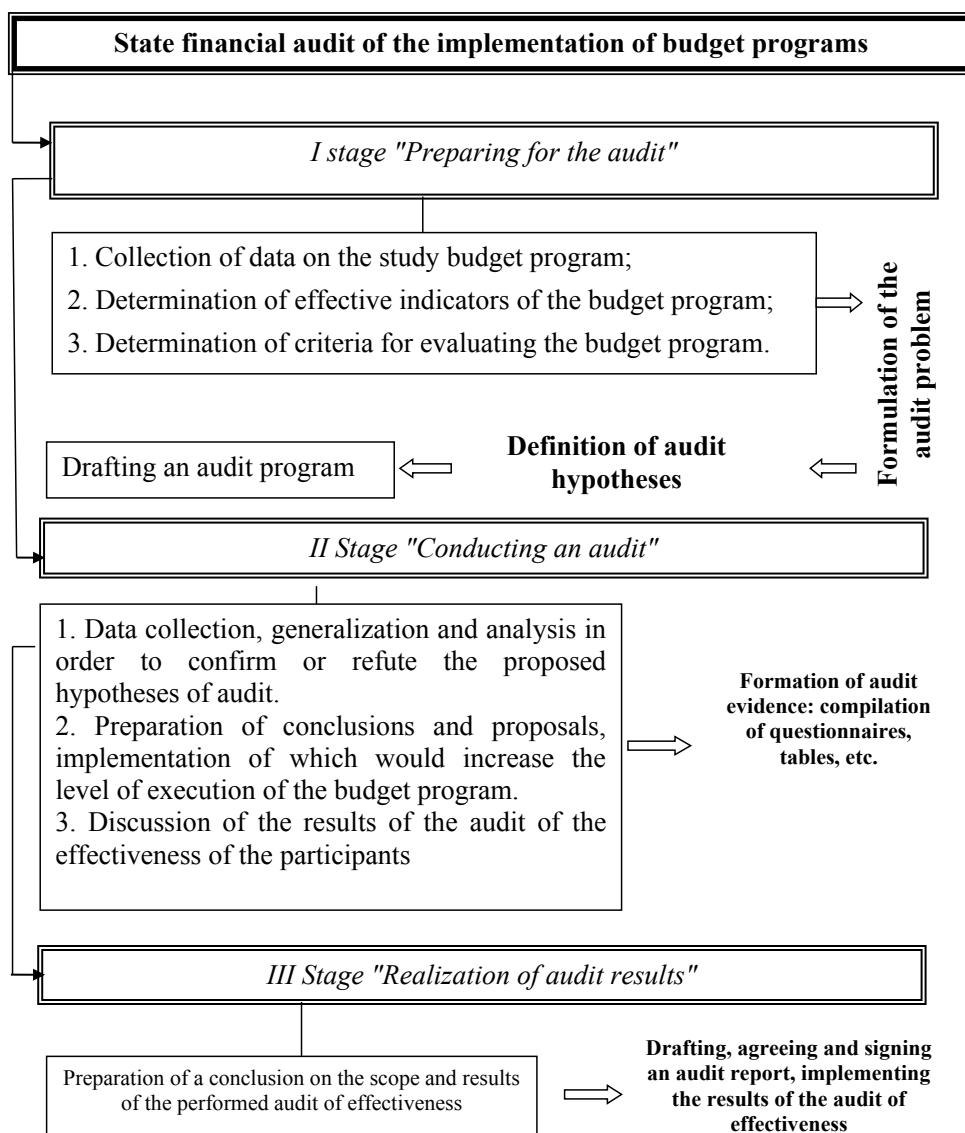 State financial audit of the implementation of budget programs
I stage "Preparing for the audit"
1. Collection of data on the study budget program;
2. Determination of effective indicators of the budget program;
3. Determination of criteria for evaluating the budget program.
Formulation of the
audit problem
Definition of audit
hypotheses
Drafting an audit program
II Stage "Conducting an audit"
1. Data collection, generalization and analysis in
order to confirm or refute the proposed
hypotheses of audit.
2. Preparation of conclusions and proposals,
implementation of which would increase the
level of execution of the budget program.
3. Discussion of the results of the audit of the
effectiveness of the participants
Formation of audit
evidence: compilation
of questionnaires,
tables, etc.
III Stage "Realization of audit results"
Preparation of a conclusion on the scope and results
of the performed audit of effectiveness
Drafting, agreeing and signing
an audit report, implementing
the results of the audit of
effectiveness